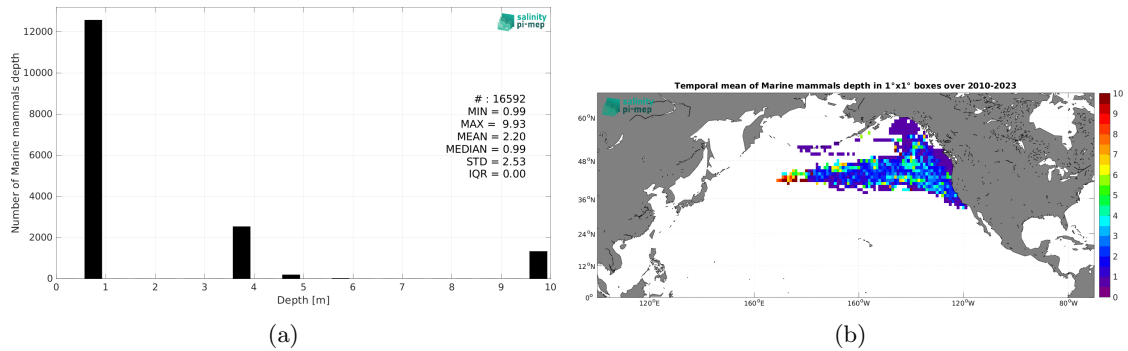 salinity
pi-mep
Number of Marine mammals depth
12000
10000
8000
6000
4000
2000
0
# : 16592
MIN = 0.99
MAX = 9.93
MEAN = 2.20
MEDIAN = 0.99
STD = 2.53
IQR = 0.00
0 1 2 3 4 5 6 7 8 9 10
Depth [m]
(a)
Temporal mean of Marine mammals depth in 1°x1° boxes over 2010-2023
salinity
pi-mep
60°N
48°N
36°N
24°N
12°N
0°
120°E 160°E 160°W 120°W 80°W
10
9
8
7
6
5
4
3
2
1
0
(b)